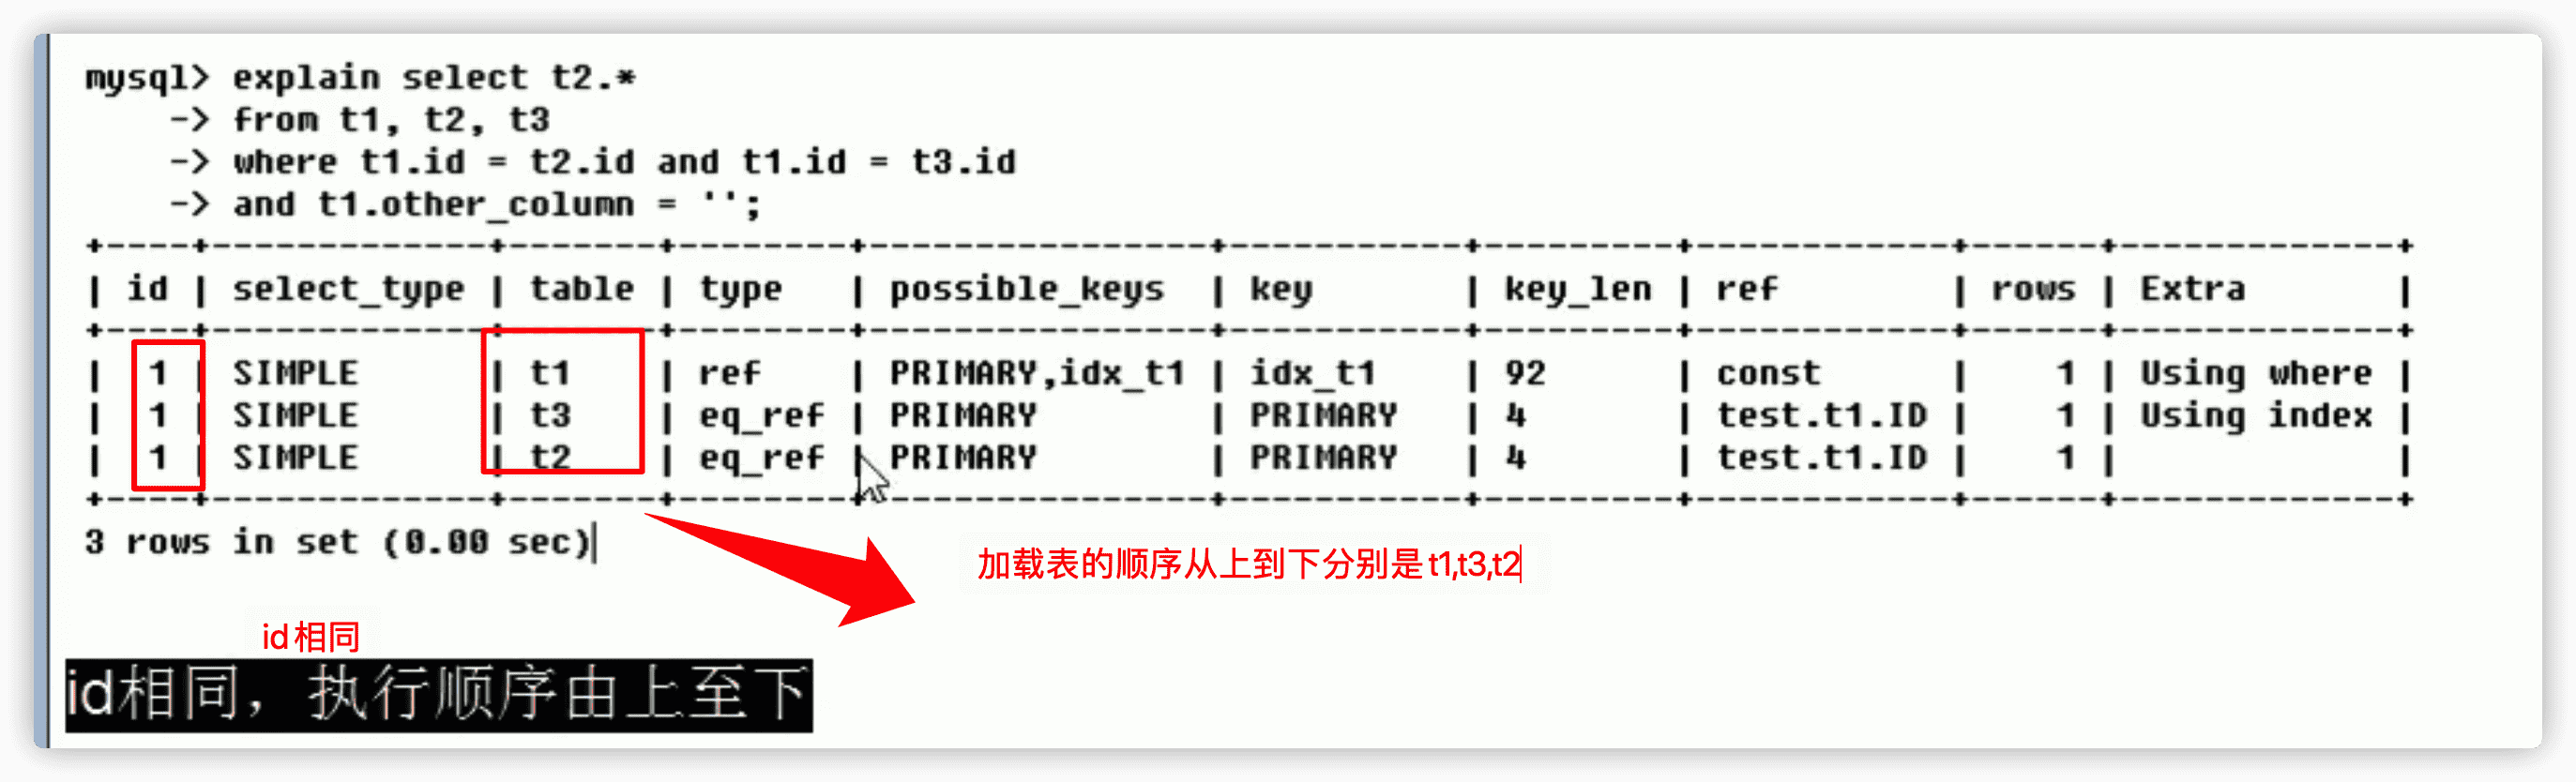 mysql> explain select t2.*
-> from t1, t2, t3
-> where t1.id = t2.id and t1.id = t3.id
-> and t1.other_column = '';
+----+-------------+-------+--------+----------------+-----------+---------+-------------+------+-------------+
| id | select_type | table | type | possible_keys | key | key_len | ref | rows | Extra |
+----+-------------+-------+--------+----------------+-----------+---------+-------------+------+-------------+
| 1 | SIMPLE | t1 | ref | PRIMARY,idx_t1 | idx_t1 | 92 | const | 1 | Using where |
| 1 | SIMPLE | t3 | eq_ref | PRIMARY | PRIMARY | 4 | test.t1.ID | 1 | Using index |
| 1 | SIMPLE | t2 | eq_ref | PRIMARY | PRIMARY | 4 | test.t1.ID | 1 | |
+----+-------------+-------+--------+----------------+-----------+---------+-------------+------+-------------+
3 rows in set (0.00 sec)
加载表的顺序从上到下分别是t1,t3,t2
id相同
id相同，执行顺序由上至下